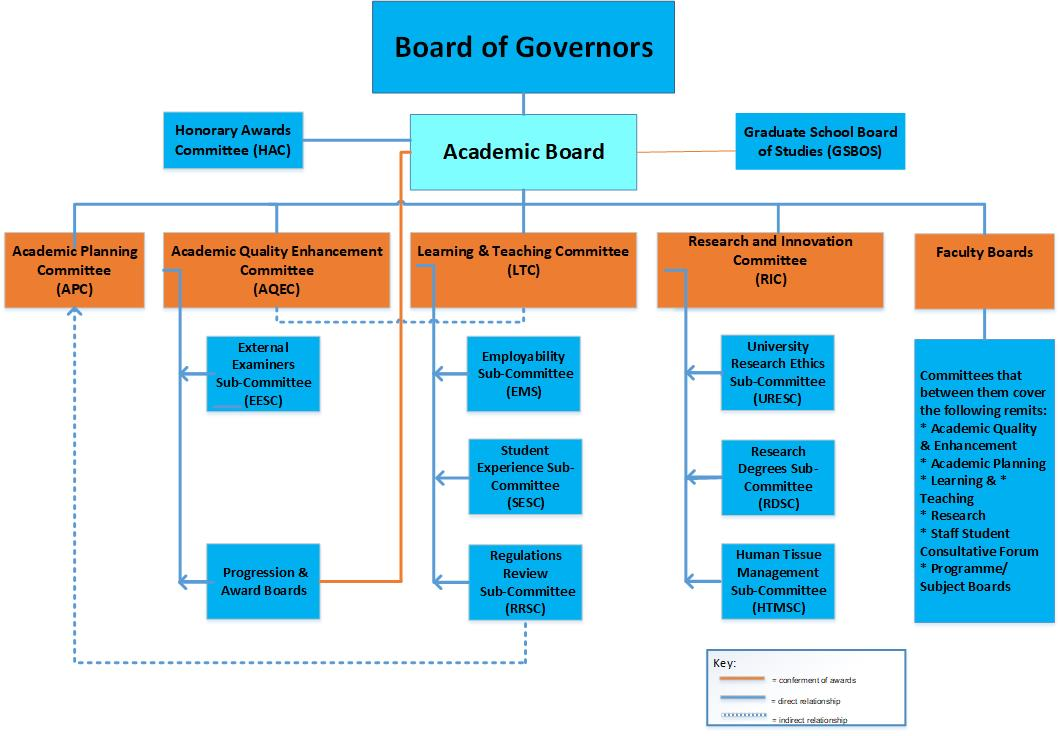 Board of Governors
Honorary Awards
Committee (HAC)
Academic Board
Graduate School Board
of Studies (GSBOS)
Academic Planning
Committee
(APC)
Academic Quality Enhancement
Committee
(AQEC)
Learning & Teaching Committee
(LTC)
Research and Innovation
Committee
(RIC)
Faculty Boards
External
Examiners
Sub-Committee
(EESC)
Employability
Sub-Committee
(EMS)
University
Research Ethics
Sub-Committee
(URESC)
Committees that
between them cover
the following remits:
* Academic Quality
& Enhancement
* Academic Planning
* Learning & *
Teaching
* Research
* Staff Student
Consultative Forum
* Programme/
Subject Boards
Student
Experience Sub-
Committee
(SESC)
Research
Degrees Sub-
Committee
(RDSC)
Progression &
Award Boards
Regulations
Review
Sub-Committee
(RRSC)
Human Tissue
Management
Sub-Committee
(HTMSC)
Key:
= conferment of awards
= direct relationship
= indirect relationship